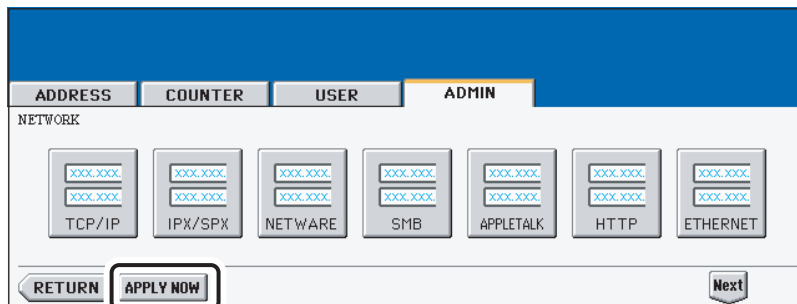 ADDRESS COUNTER USER ADMIN
NETWORK
XXX.XXX. XXX.XXX. XXX.XXX. XXX.XXX. XXX.XXX. XXX.XXX. XXX.XXX.
XXX.XXX. XXX.XXX. XXX.XXX. XXX.XXX. XXX.XXX. XXX.XXX. XXX.XXX.
TCP/IP IPX/SPX NETWARE SMB APPLETALK HTTP ETHERNET
RETURN APPLY NOW Next